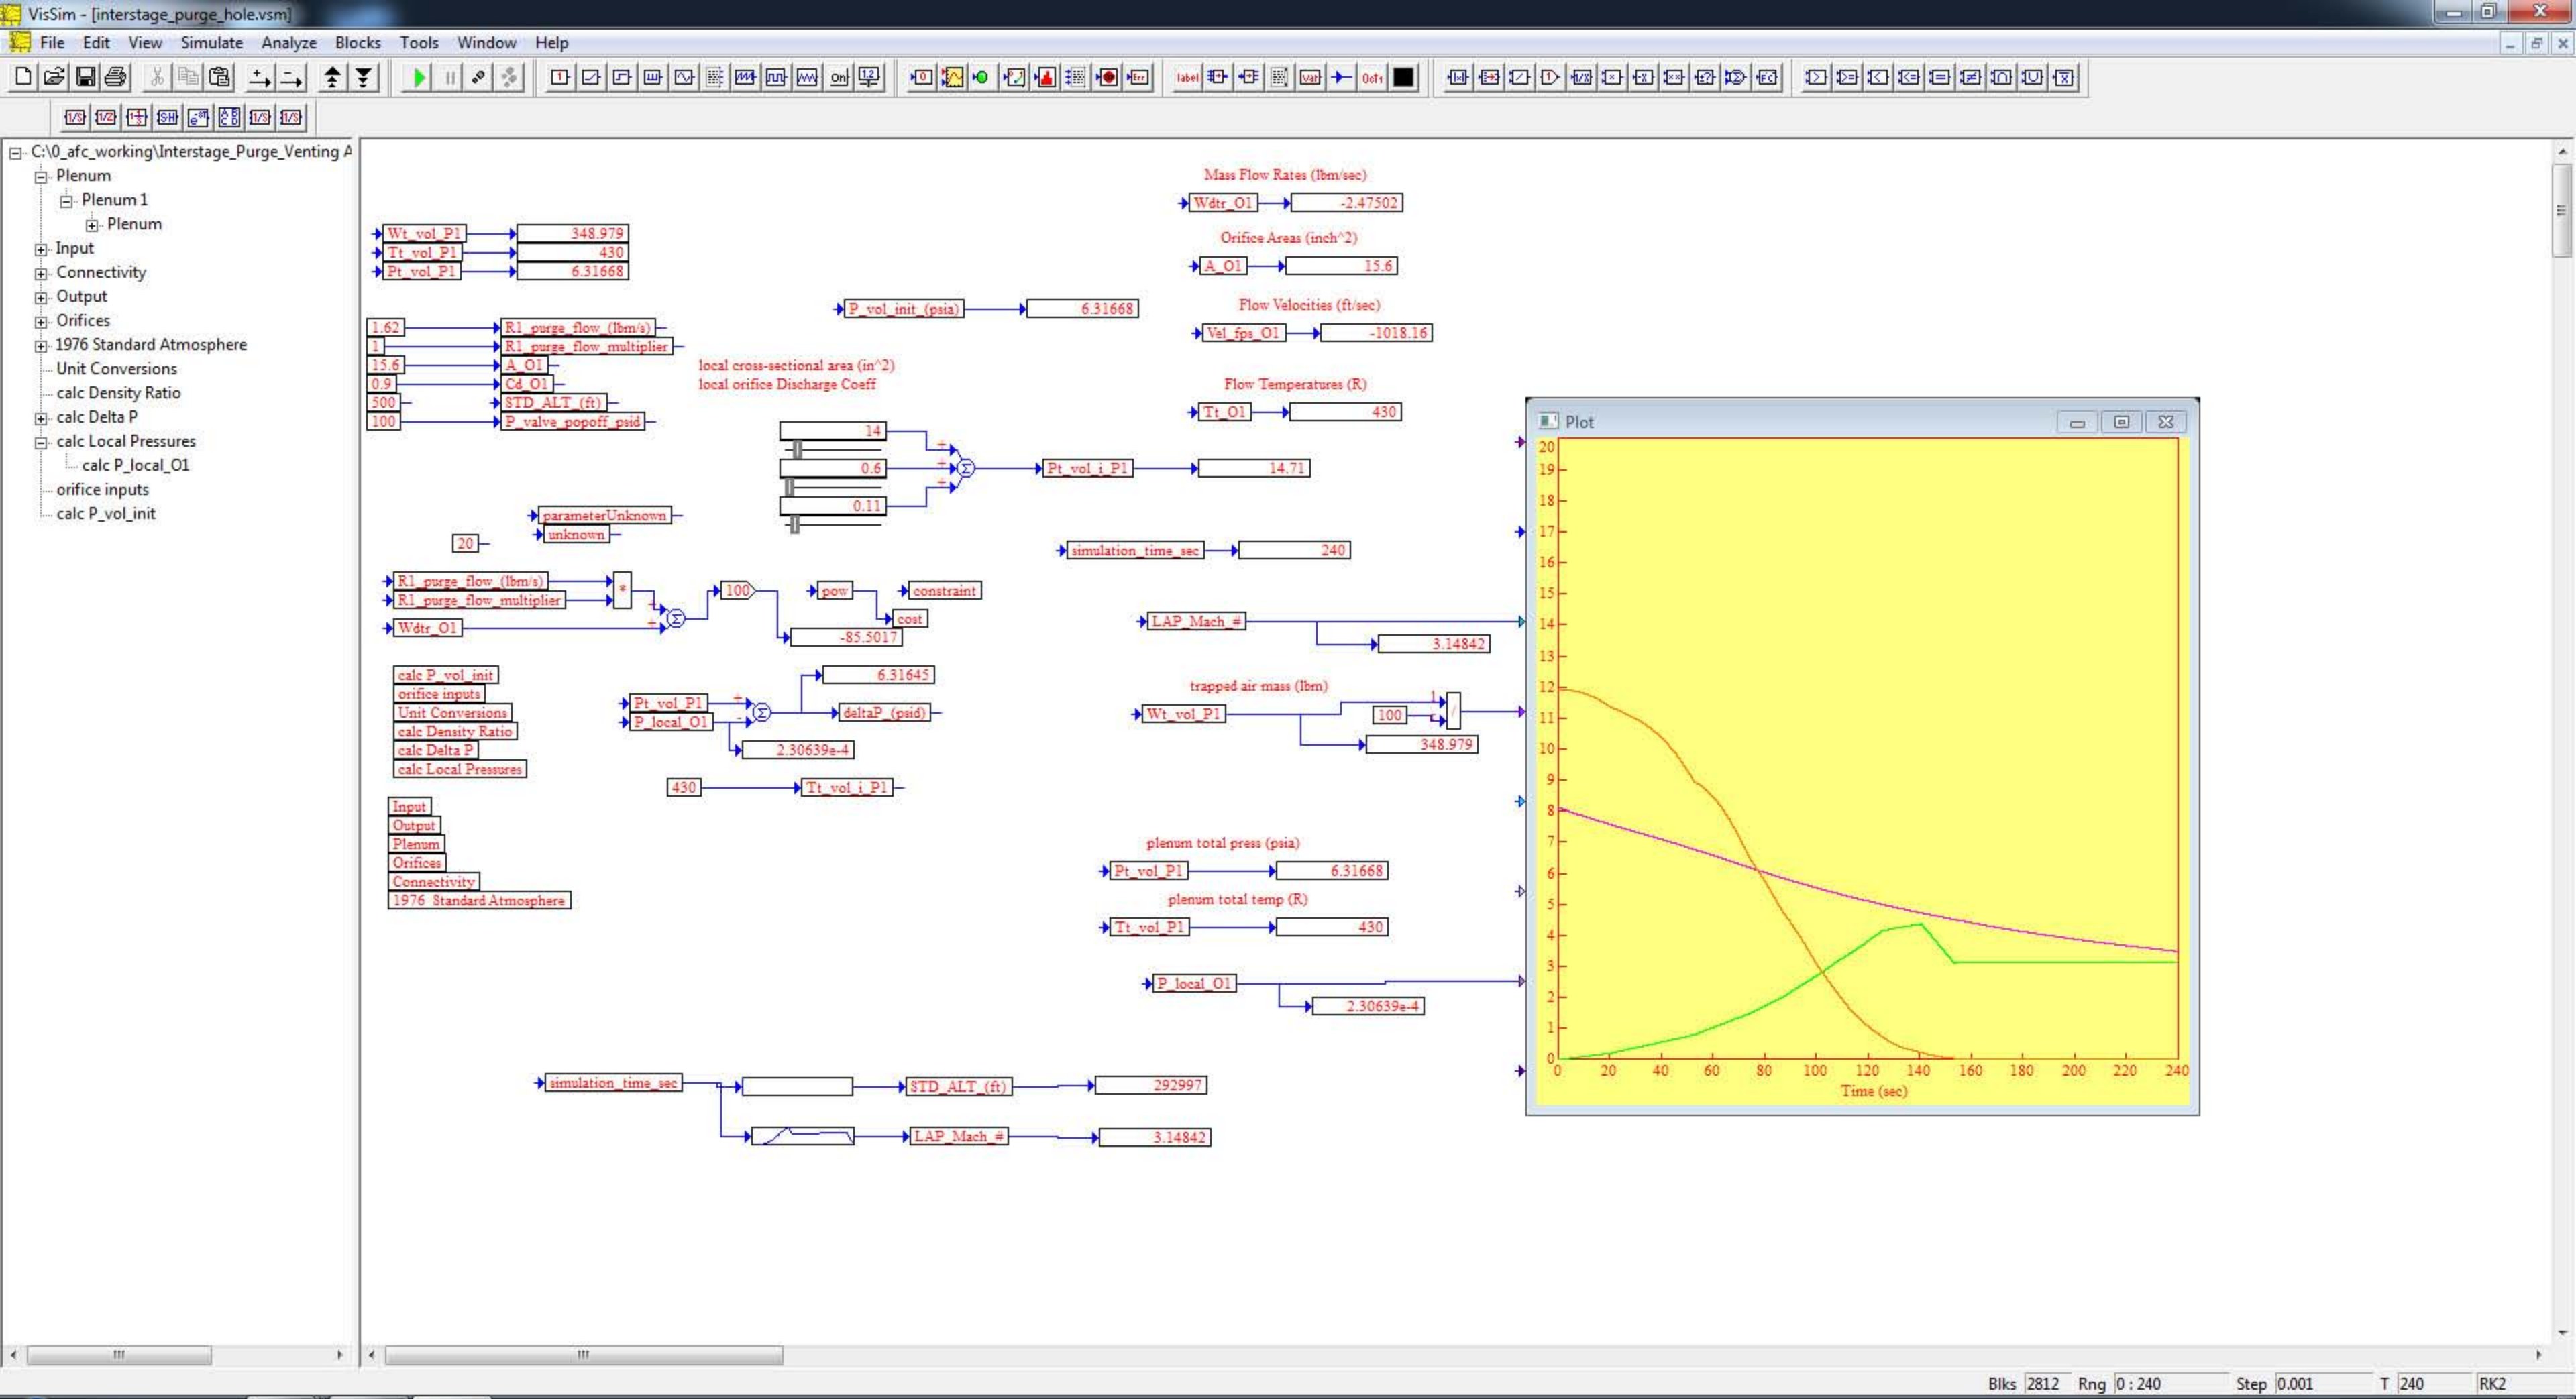 VisSim - [interstage_purge_hole.vsm]
File Edit View Simulate Analyze Blocks Tools Window Help
C:\0_afc_working\Interstage_Purge_Venting A
Plenum
Plenum 1
Plenum
Input
Connectivity
Output
Orifices
1976 Standard Atmosphere
Unit Conversions
calc Density Ratio
calc Delta P
calc Local Pressures
calc P_local_O1
orifice inputs
calc P_vol_init
Mass Flow Rates (lbm/sec)
Wdtr_O1 -2.47502
Orifice Areas (inch^2)
A_O1 15.6
Flow Velocities (ft/sec)
Vel_fps_O1 -1018.16
Flow Temperatures (R)
Tt_O1 430
Wt_vol_P1 348.979
Tt_vol_P1 430
Pt_vol_P1 6.31668
P_vol_init_(psia) 6.31668
1.62 R1_purge_flow_(lbm/s)
1 R1_purge_flow_multiplier
15.6 A_O1 local cross-sectional area (in^2)
0.9 Cd_O1 local orifice Discharge Coeff
500 STD_ALT_(ft)
100 P_valve_popoff_psid
14
0.6
0.11
Pt_vol_i_P1 14.71
parameterUnknown
unknown
20
simulation_time_sec 240
R1_purge_flow_(lbm/s)
R1_purge_flow_multiplier
*
Wdtr_O1
100
pow
constraint
cost
-85.5017
LAP_Mach_#
3.14842
calc P_vol_init
orifice inputs
Unit Conversions
calc Density Ratio
calc Delta P
calc Local Pressures
Pt_vol_P1
P_local_O1
6.31645
deltaP_(psid)
2.30639e-4
430 Tt_vol_i_P1
trapped air mass (lbm)
Wt_vol_P1
100
348.979
Input
Output
Plenum
Orifices
Connectivity
1976 Standard Atmosphere
plenum total press (psia)
Pt_vol_P1 6.31668
plenum total temp (R)
Tt_vol_P1 430
P_local_O1
2.30639e-4
simulation_time_sec
STD_ALT_(ft) 292997
LAP_Mach_# 3.14842
Plot
20
19
18
17
16
15
14
13
12
11
10
9
8
7
6
5
4
3
2
1
0
0 20 40 60 80 100 120 140 160 180 200 220 240
Time (sec)
Blks 2812 Rng 0 : 240 Step 0.001 T 240 RK2